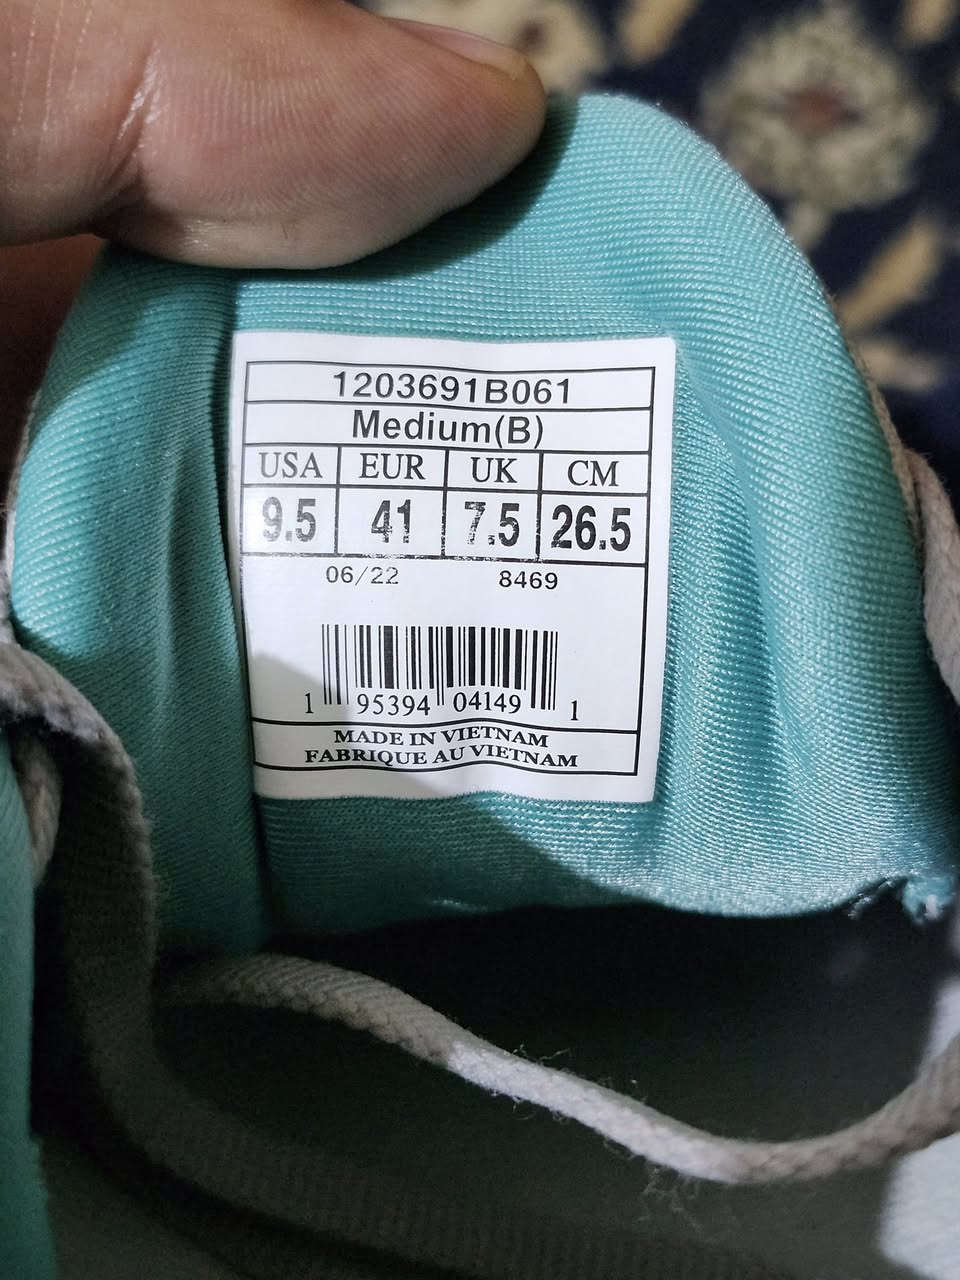 1203691B061
Medium(B)
USA EUR UK CM
9.5 41 7.5 26.5
06/22 8469
1 95394 04149 1
MADE IN VIETNAM
FABRIQUE AU VIETNAM